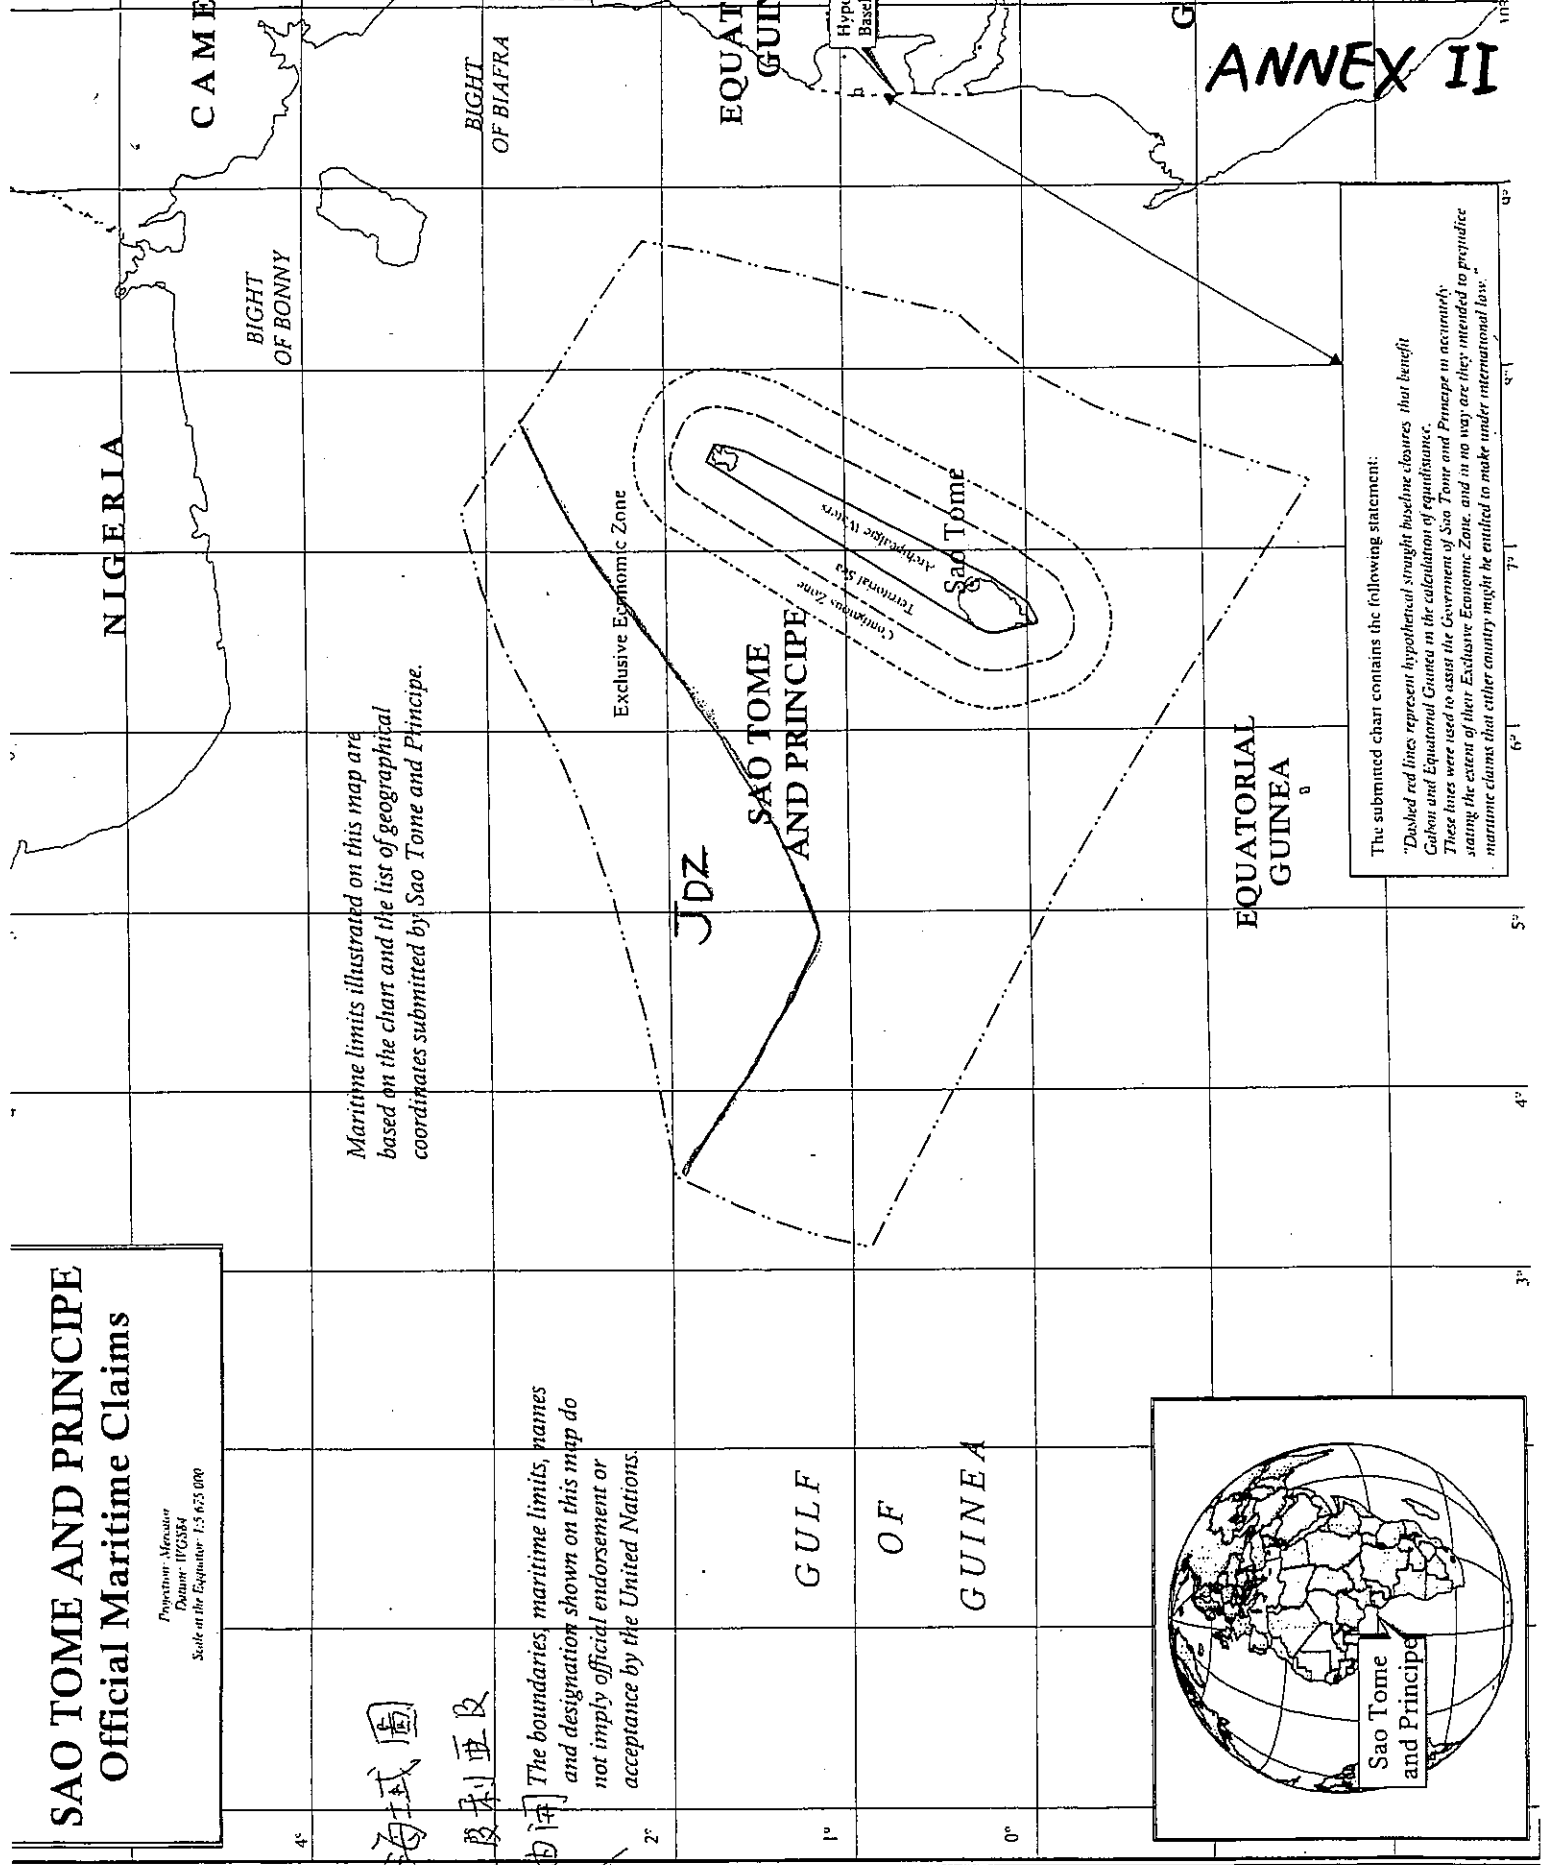 ANNEX II
SAO TOME AND PRINCIPE
Official Maritime Claims
Projection: Mercator
Datum: WGS84
Scale at the Equator: 1:5 675 000
NIGERIA
CAME
BIGHT
OF BONNY
BIGHT
OF BIAFRA
EQUAT
GUIN
Hypo
Basel
G
Maritime limits illustrated on this map are
based on the chart and the list of geographical
coordinates submitted by Sao Tome and Principe.
Exclusive Economic Zone
JDZ
SAO TOME
AND PRINCIPE
Contiguous Zone
Territorial Sea
Archipelagic Waters
Sao Tome
EQUATORIAL
GUINEA
海域圖
The boundaries, maritime limits, names
and designation shown on this map do
not imply official endorsement or
acceptance by the United Nations.
GULF
OF
GUINEA
Sao Tome
and Principe
The submitted chart contains the following statement:
"Dashed red lines represent hypothetical straight baseline closures that benefit
Gabon and Equatorial Guinea in the calculation of equidistance.
These lines were used to assist the Government of Sao Tome and Principe in accurately
stating the extent of their Exclusive Economic Zone, and in no way are they intended to prejudice
maritime claims that either country might be entitled to make under international law."
4°
2°
1°
0°
3°
4°
5°
6°
7°
9°